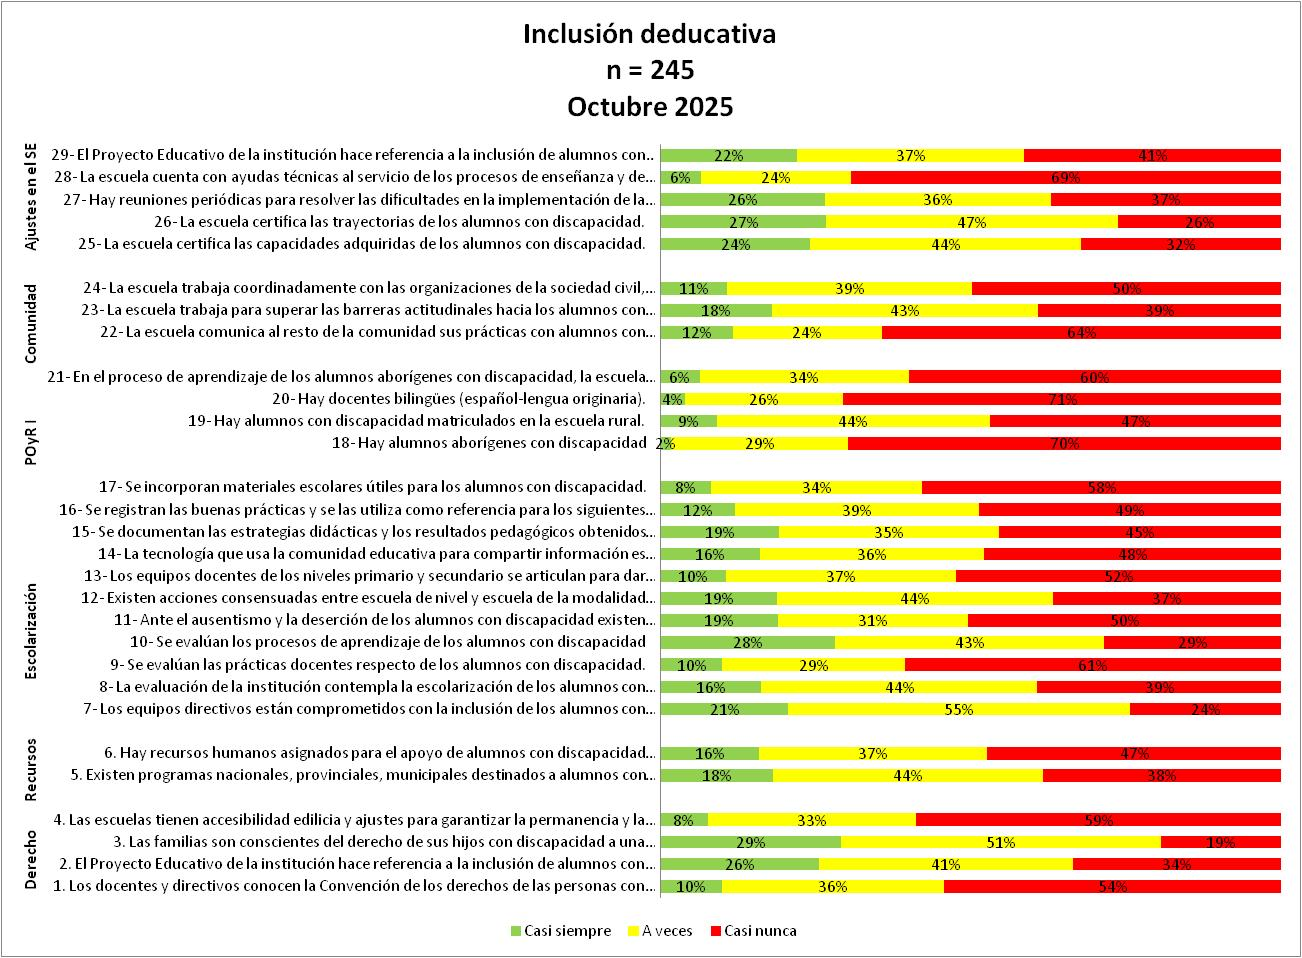 Inclusión deducativa
n = 245
Octubre 2025
Ajustes en el SE
29- El Proyecto Educativo de la institución hace referencia a la inclusión de alumnos con... 22% 37% 41%
28- La escuela cuenta con ayudas técnicas al servicio de los procesos de enseñanza y de... 6% 24% 69%
27- Hay reuniones periódicas para resolver las dificultades en la implementación de la... 26% 36% 37%
26- La escuela certifica las trayectorias de los alumnos con discapacidad. 27% 47% 26%
25- La escuela certifica las capacidades adquiridas de los alumnos con discapacidad. 24% 44% 32%
Comunidad
24- La escuela trabaja coordinadamente con las organizaciones de la sociedad civil,... 11% 39% 50%
23- La escuela trabaja para superar las barreras actitudinales hacia los alumnos con... 18% 43% 39%
22- La escuela comunica al resto de la comunidad sus prácticas con alumnos con... 12% 24% 64%
POyR I
21- En el proceso de aprendizaje de los alumnos aborígenes con discapacidad, la escuela... 6% 34% 60%
20- Hay docentes bilingües (español-lengua originaria). 4% 26% 71%
19- Hay alumnos con discapacidad matriculados en la escuela rural. 9% 44% 47%
18- Hay alumnos aborígenes con discapacidad 2% 29% 70%
Escolarización
17- Se incorporan materiales escolares útiles para los alumnos con discapacidad. 8% 34% 58%
16- Se registran las buenas prácticas y se las utiliza como referencia para los siguientes... 12% 39% 49%
15- Se documentan las estrategias didácticas y los resultados pedagógicos obtenidos... 19% 35% 45%
14- La tecnología que usa la comunidad educativa para compartir información es... 16% 36% 48%
13- Los equipos docentes de los niveles primario y secundario se articulan para dar... 10% 37% 52%
12- Existen acciones consensuadas entre escuela de nivel y escuela de la modalidad... 19% 44% 37%
11- Ante el ausentismo y la deserción de los alumnos con discapacidad existen... 19% 31% 50%
10- Se evalúan los procesos de aprendizaje de los alumnos con discapacidad 28% 43% 29%
9- Se evalúan las prácticas docentes respecto de los alumnos con discapacidad. 10% 29% 61%
8- La evaluación de la institución contempla la escolarización de los alumnos con... 16% 44% 39%
7- Los equipos directivos están comprometidos con la inclusión de los alumnos con... 21% 55% 24%
Recursos
6. Hay recursos humanos asignados para el apoyo de alumnos con discapacidad... 16% 37% 47%
5. Existen programas nacionales, provinciales, municipales destinados a alumnos con... 18% 44% 38%
Derecho
4. Las escuelas tienen accesibilidad edilicia y ajustes para garantizar la permanencia y la... 8% 33% 59%
3. Las familias son conscientes del derecho de sus hijos con discapacidad a una... 29% 51% 19%
2. El Proyecto Educativo de la institución hace referencia a la inclusión de alumnos con... 26% 41% 34%
1. Los docentes y directivos conocen la Convención de los derechos de las personas con... 10% 36% 54%
Casi siempre A veces Casi nunca